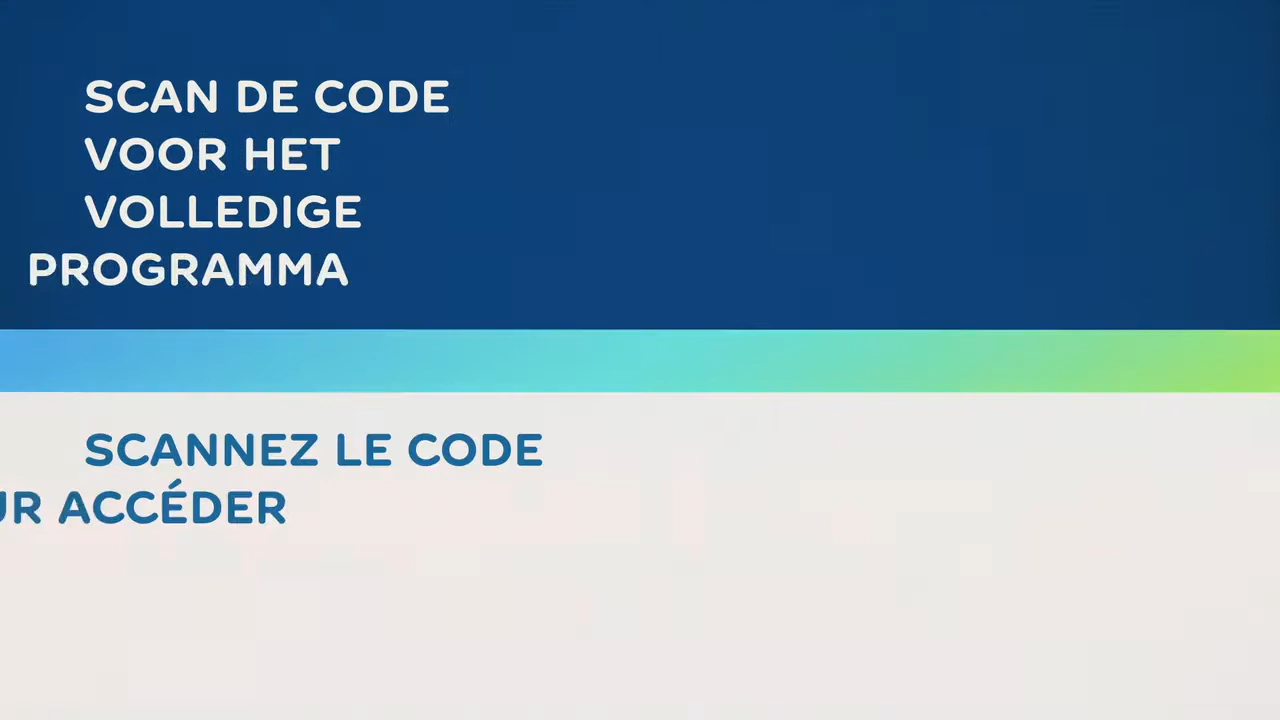 SCAN DE CODE
VOOR HET
VOLLEDIGE
PROGRAMMA
SCANNEZ LE CODE
ACCÉDER